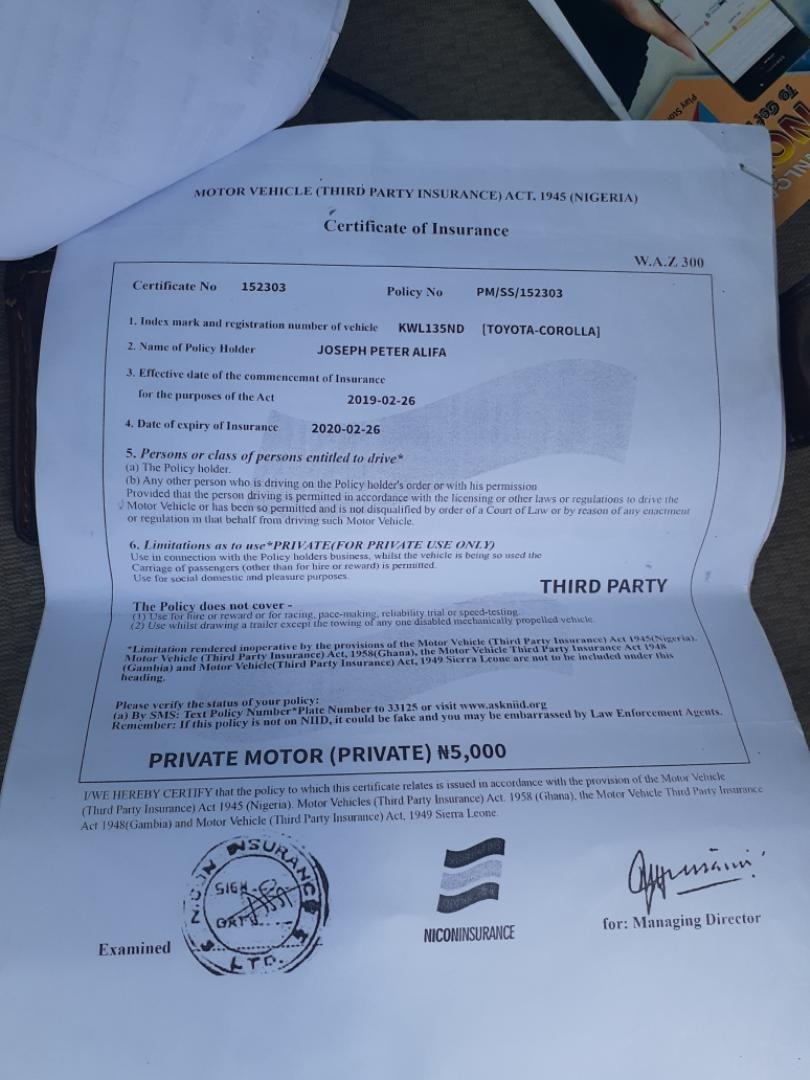 Play Sto
MOTOR VEHICLE (THIRD PARTY INSURANCE) ACT, 1945 (NIGERIA)
Certificate of Insurance
W.A.Z 300
Certificate No 152303 Policy No PM/SS/152303
1. Index mark and registration number of vehicle KWL135ND [TOYOTA-COROLLA]
2. Name of Policy Holder JOSEPH PETER ALIFA
3. Effective date of the commencemnt of Insurance
for the purposes of the Act 2019-02-26
4. Date of expiry of Insurance 2020-02-26
5. Persons or class of persons entitled to drive*
(a) The Policy holder.
(b) Any other person who is driving on the Policy holder's order or with his permission
Provided that the person driving is permitted in accordance with the licensing or other laws or regulations to drive the
Motor Vehicle or has been so permitted and is not disqualified by order of a Court of Law or by reason of any enactment
or regulation in that behalf from driving such Motor Vehicle.
6. Limitations as to use*PRIVATE(FOR PRIVATE USE ONLY)
Use in connection with the Policy holders business, whilst the vehicle is being so used the
Carriage of passengers (other than for hire or reward) is permitted.
Use for social domestic and pleasure purposes.
THIRD PARTY
The Policy does not cover -
(1) Use for hire or reward or for racing, pace-making, reliability trial or speed-testing.
(2) Use whilst drawing a trailer except the towing of any one disabled mechanically propelled vehicle.
*Limitation rendered inoperative by the provisions of the Motor Vehicle (Third Party Insurance) Act 1945(Nigeria).
Motor Vehicle (Third Party Insurance) Act, 1958(Ghana), the Motor Vehicle Third Party Insurance Act 1948
(Gambia) and Motor Vehicle(Third Party Insurance) Act, 1949 Sierra Leone are not to be included under this
heading.
Please verify the status of your policy:
(a) By SMS: Text Policy Number*Plate Number to 33125 or visit www.askniid.org
Remember: If this policy is not on NIID, it could be fake and you may be embarrassed by Law Enforcement Agents.
PRIVATE MOTOR (PRIVATE) ₦5,000
I/WE HEREBY CERTIFY that the policy to which this certificate relates is issued in accordance with the provision of the Motor Vehicle
(Third Party Insurance) Act 1945 (Nigeria). Motor Vehicles (Third Party Insurance) Act. 1958 (Ghana), the Motor Vehicle Third Party Insurance
Act 1948(Gambia) and Motor Vehicle (Third Party Insurance) Act, 1949 Sierra Leone.
INSURANCE
SIGN
LTD.
NICONINSURANCE
Examined
for: Managing Director